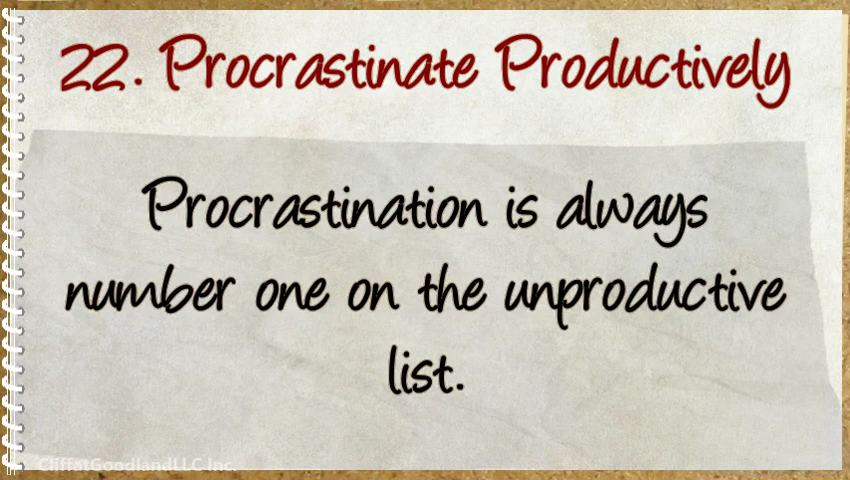 22. Procrastinate Productively
Procrastination is always
number one on the unproductive
list.
CliffatGoodlandLLC Inc.